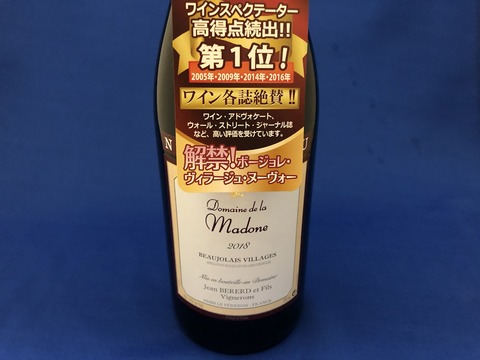 ワインスペクテーター
高得点続出!!
第1位!
2005年・2009年・2014年・2016年
ワイン各誌絶賛!!
ワイン・アドヴォケート、
ウォール・ストリート・ジャーナル誌
など、高い評価を受けています。
N
U
解禁!ボージョレ・
ヴィラージュ・ヌーヴォー
Domaine de la
Madone
2018
BEAUJOLAIS VILLAGES
Mis en bouteille au Domaine
Jean BERERD et Fils
Vignerons